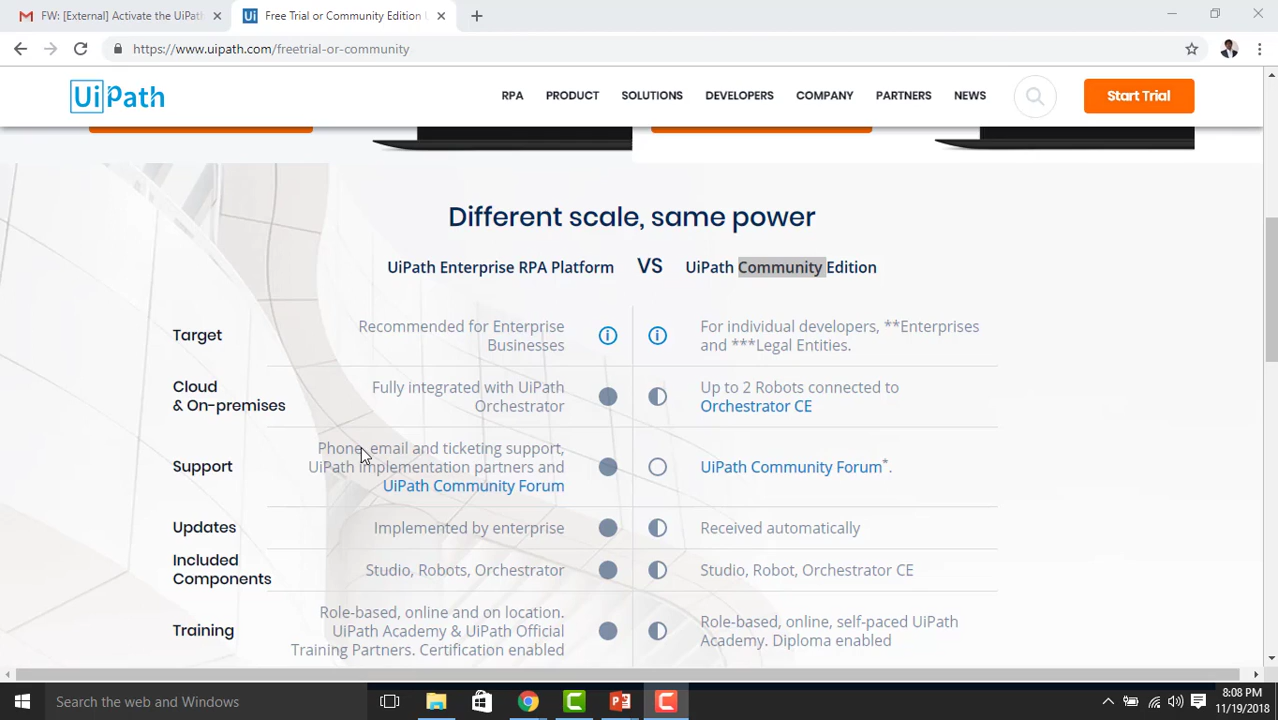 FW: [External] Activate the UiPath
Free Trial or Community Edition
https://www.uipath.com/freetrial-or-community
UiPath
RPA PRODUCT SOLUTIONS DEVELOPERS COMPANY PARTNERS NEWS
Start Trial
Different scale, same power
UiPath Enterprise RPA Platform VS UiPath Community Edition
Target
Recommended for Enterprise
Businesses
For individual developers, **Enterprises
and ***Legal Entities.
Cloud
& On-premises
Fully integrated with UiPath
Orchestrator
Up to 2 Robots connected to
Orchestrator CE
Support
Phone, email and ticketing support,
UiPath implementation partners and
UiPath Community Forum
UiPath Community Forum*.
Updates
Implemented by enterprise
Received automatically
Included
Components
Studio, Robots, Orchestrator
Studio, Robot, Orchestrator CE
Training
Role-based, online and on location.
UiPath Academy & UiPath Official
Training Partners. Certification enabled
Role-based, online, self-paced UiPath
Academy. Diploma enabled
Search the web and Windows
8:08 PM
11/19/2018